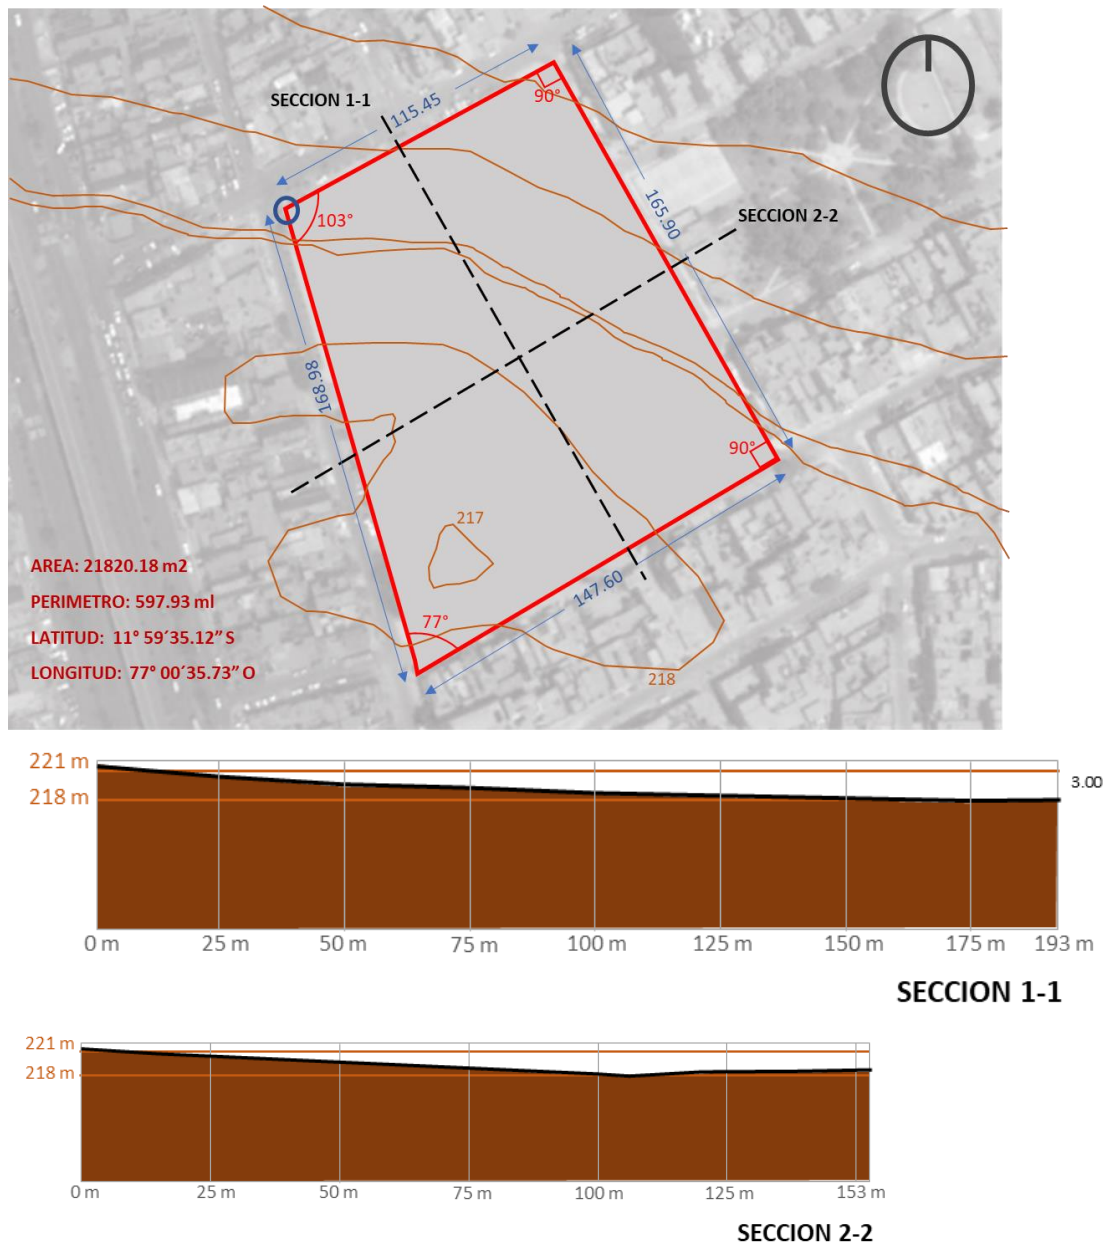 SECCION 1-1
115.45
90°
103°
165.90
SECCION 2-2
168.98
90°
217
AREA: 21820.18 m2
PERIMETRO: 597.93 ml
LATITUD: 11° 59´35.12” S
LONGITUD: 77° 00´35.73” O
77°
147.60
218
221 m
218 m
3.00
0 m 25 m 50 m 75 m 100 m 125 m 150 m 175 m 193 m
SECCION 1-1
221 m
218 m
0 m 25 m 50 m 75 m 100 m 125 m 153 m
SECCION 2-2